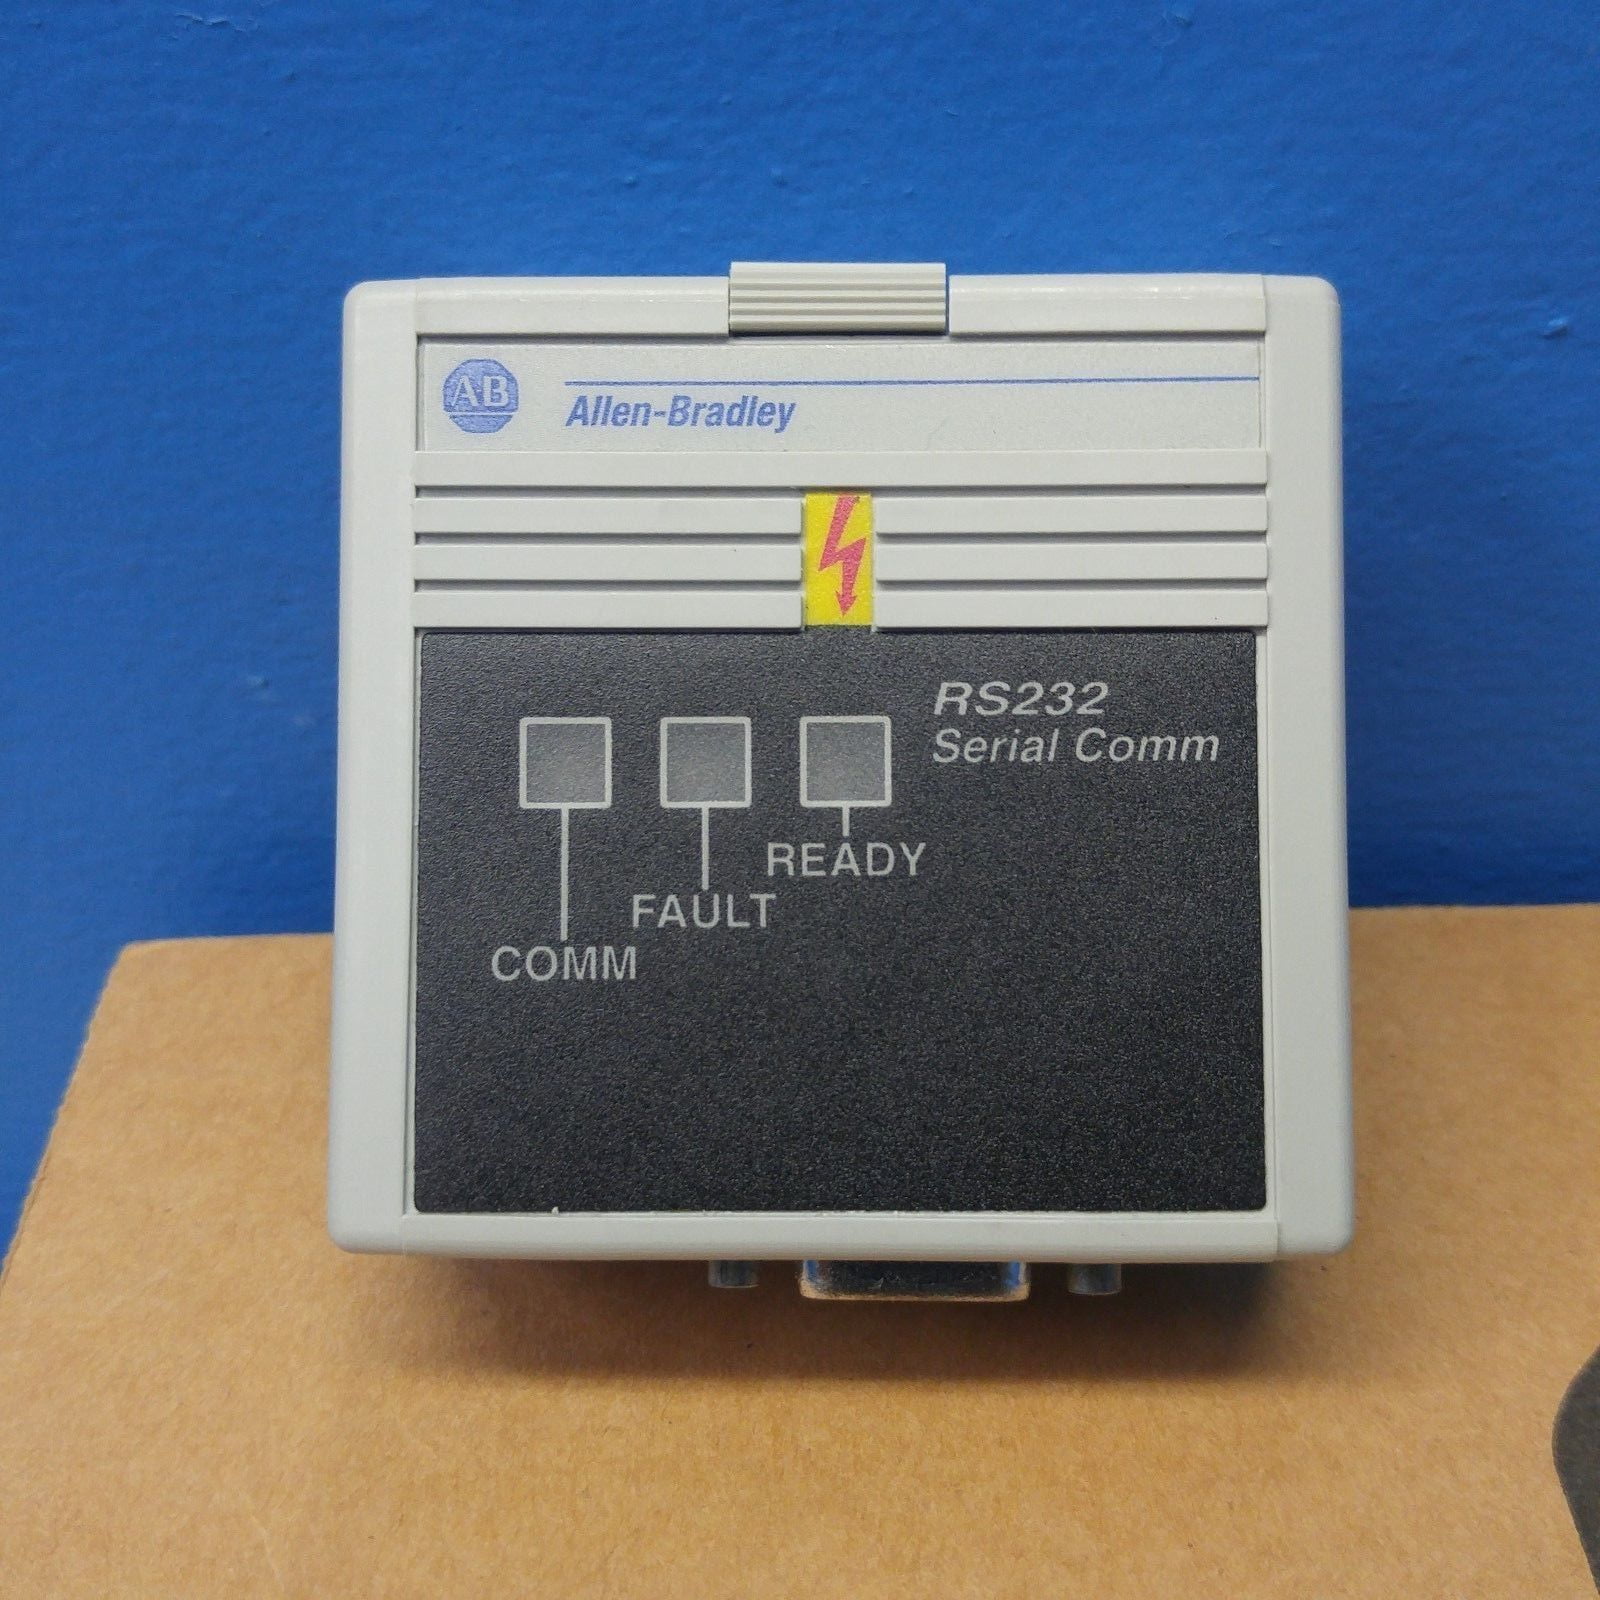 AB
Allen-Bradley
RS232
Serial Comm
READY
FAULT
COMM